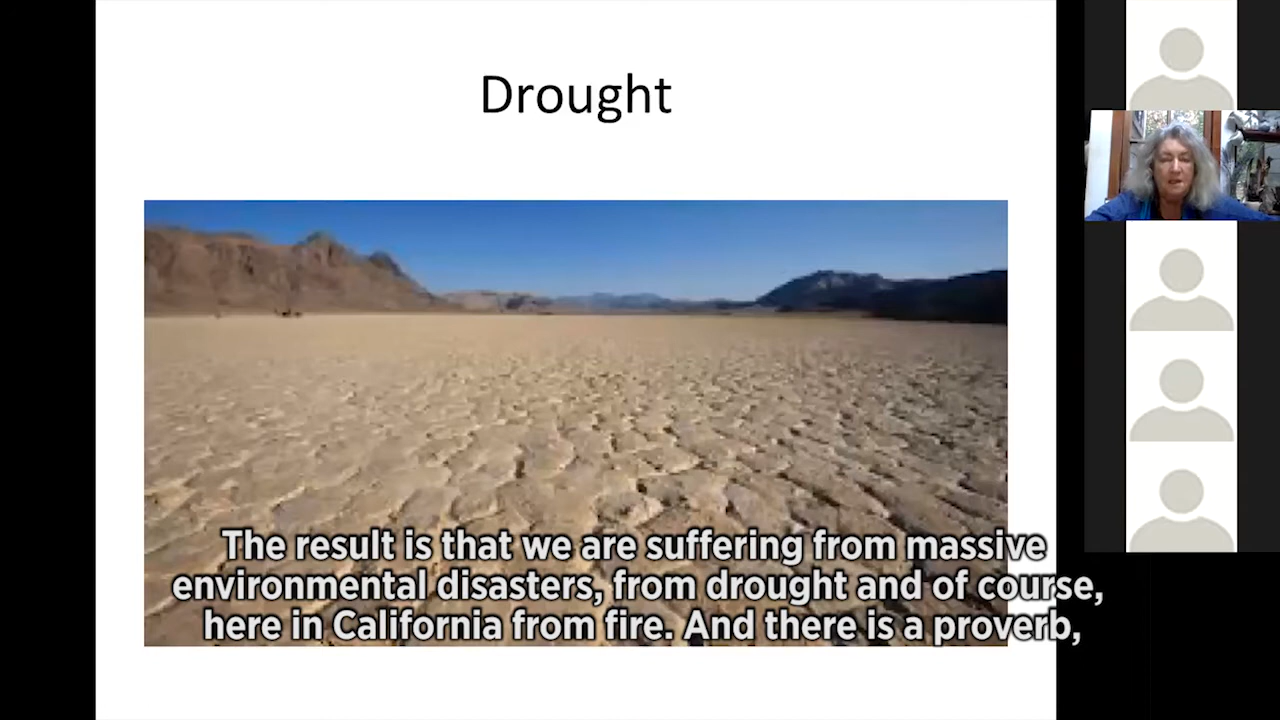 Drought
The result is that we are suffering from massive
environmental disasters, from drought and of course,
here in California from fire. And there is a proverb,